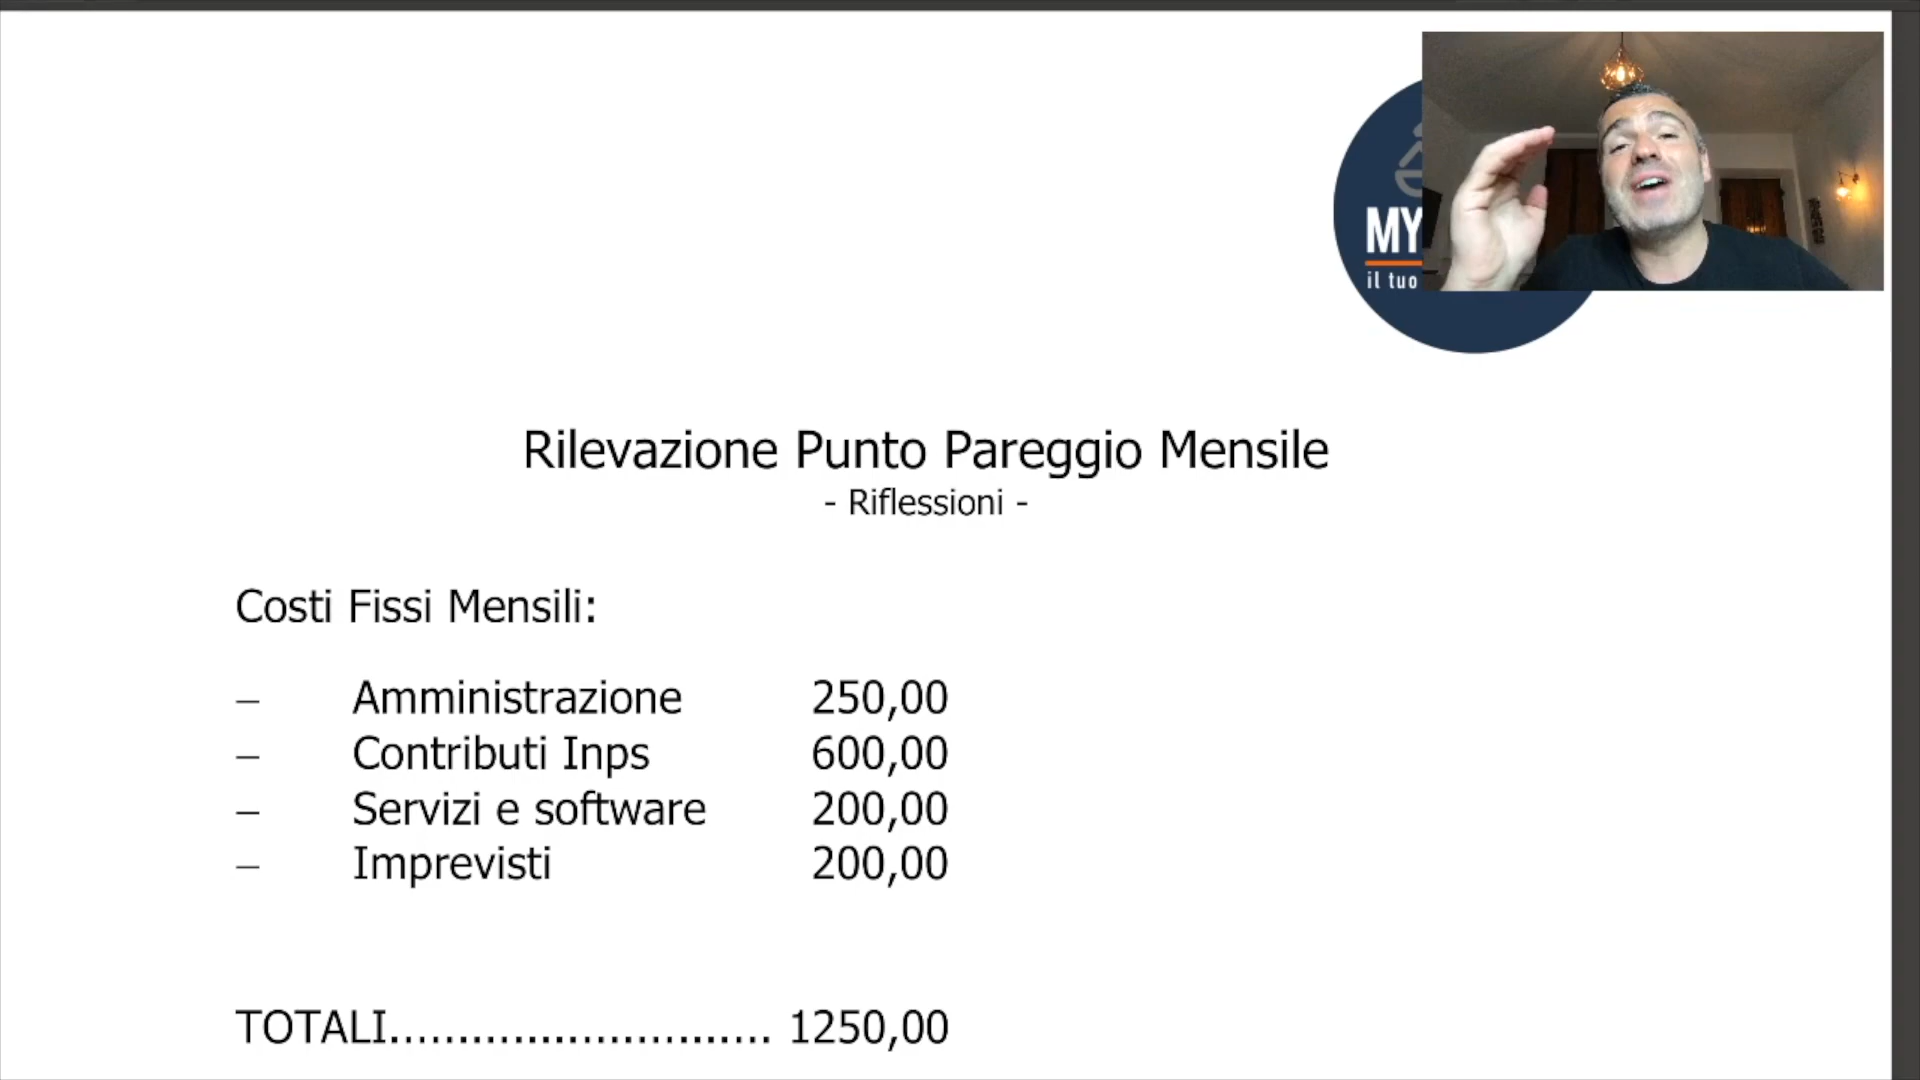 MY
il tuo
Rilevazione Punto Pareggio Mensile
- Riflessioni -
Costi Fissi Mensili:
– Amministrazione 250,00
– Contributi Inps 600,00
– Servizi e software 200,00
– Imprevisti 200,00
TOTALI............................ 1250,00